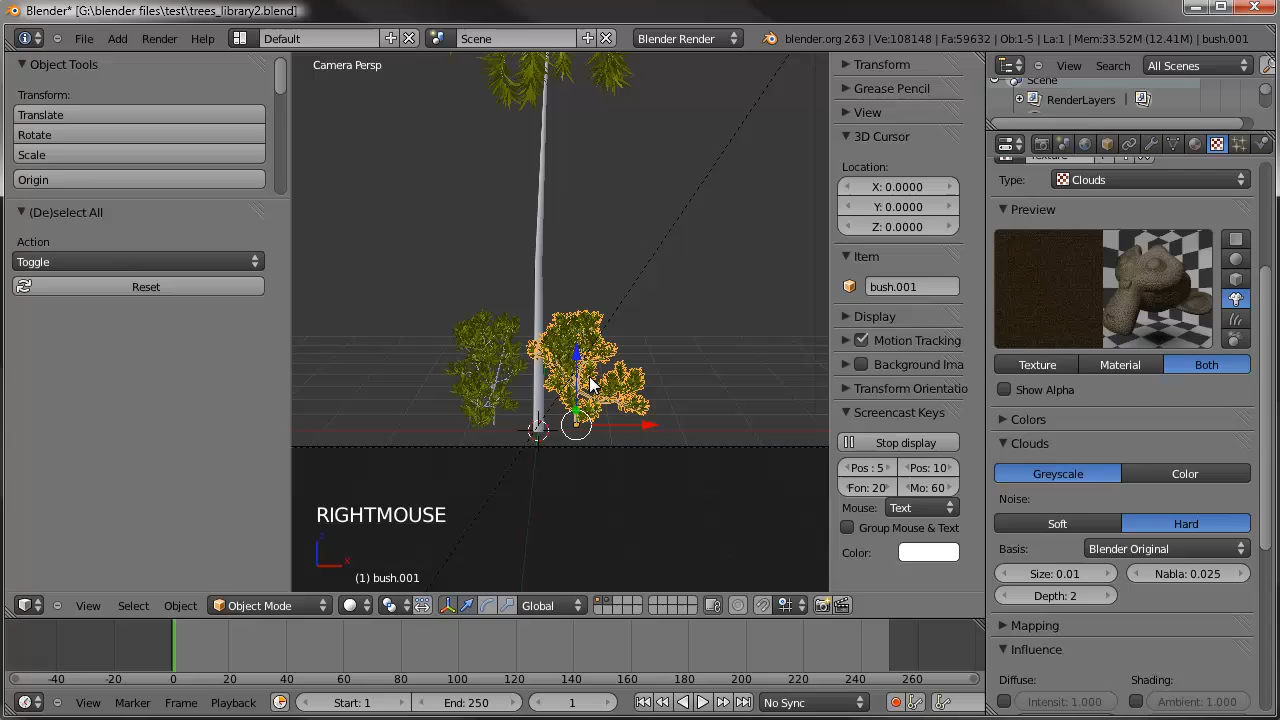 Blender* [G:\blender files\test\trees_library2.blend]
File Add Render Help Default Scene Blender Render blender.org 263 | Ve:108148 | Fa:59632 | Ob:1-5 | La:1 | Mem:33.52M (12.41M) | bush.001
Object Tools
Transform:
Translate
Rotate
Scale
Origin
(De)select All
Action
Toggle
Reset
Camera Persp
RIGHTMOUSE
z
x
(1) bush.001
Transform
Grease Pencil
View
3D Cursor
Location:
X: 0.0000
Y: 0.0000
Z: 0.0000
Item
bush.001
Display
Motion Tracking
Background Ima
Transform Orientatio
Screencast Keys
Stop display
Pos : 5 Pos: 10
Fon: 20 Mo: 60
Mouse: Text
Group Mouse & Text
Color:
View Search All Scenes
Scene
RenderLayers
Texture
Type: Clouds
Preview
Texture Material Both
Show Alpha
Colors
Clouds
Greyscale Color
Noise:
Soft Hard
Basis: Blender Original
Size: 0.01 Nabla: 0.025
Depth: 2
Mapping
Influence
Diffuse: Shading:
Intensit: 1.000 Ambient: 1.000
View Select Object Object Mode Global
-40 -20 0 20 40 60 80 100 120 140 160 180 200 220 240 260
View Marker Frame Playback Start: 1 End: 250 1 No Sync